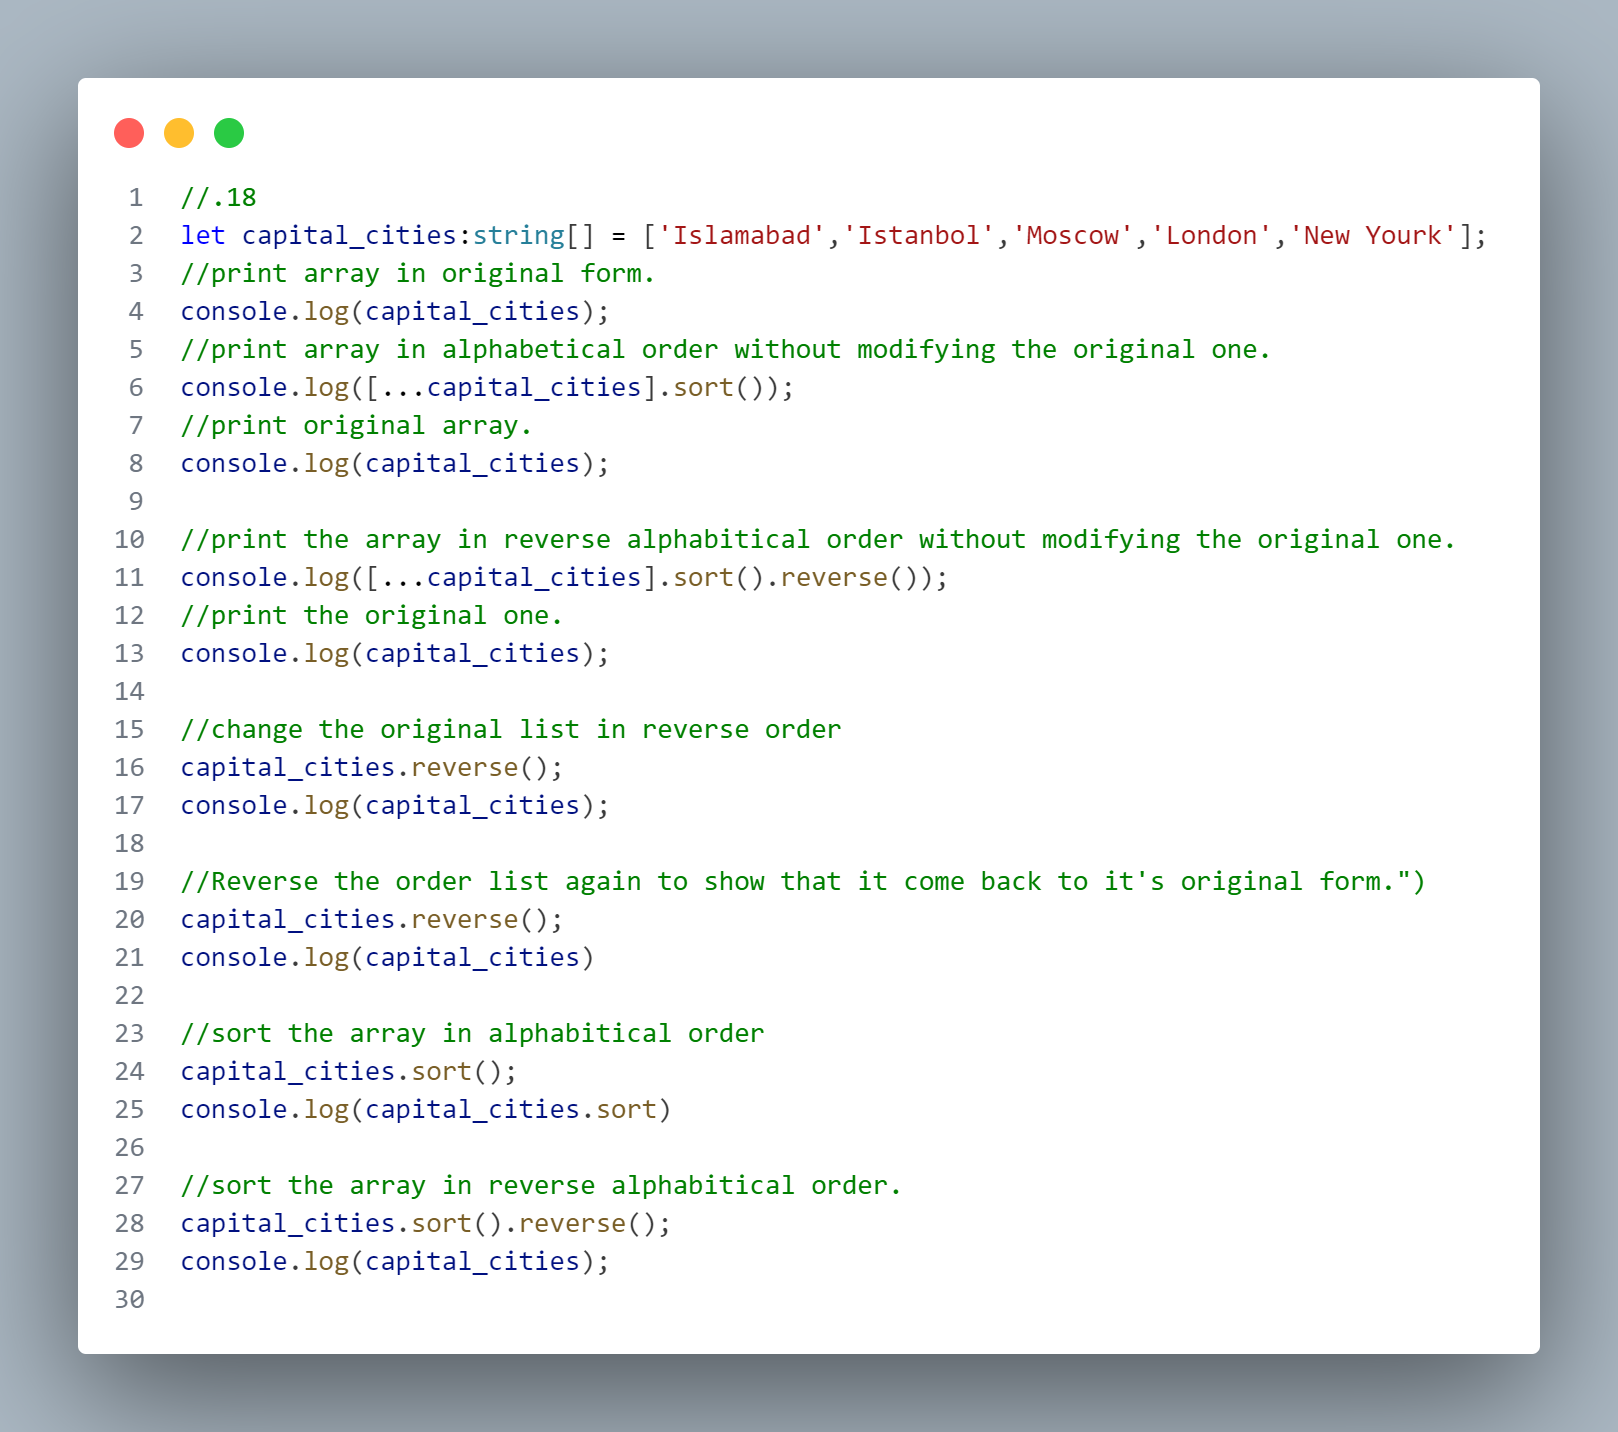 1 //.18
2 let capital_cities:string[] = ['Islamabad','Istanbol','Moscow','London','New Yourk'];
3 //print array in original form.
4 console.log(capital_cities);
5 //print array in alphabetical order without modifying the original one.
6 console.log([...capital_cities].sort());
7 //print original array.
8 console.log(capital_cities);
9
10 //print the array in reverse alphabitical order without modifying the original one.
11 console.log([...capital_cities].sort().reverse());
12 //print the original one.
13 console.log(capital_cities);
14
15 //change the original list in reverse order
16 capital_cities.reverse();
17 console.log(capital_cities);
18
19 //Reverse the order list again to show that it come back to it's original form.")
20 capital_cities.reverse();
21 console.log(capital_cities)
22
23 //sort the array in alphabitical order
24 capital_cities.sort();
25 console.log(capital_cities.sort)
26
27 //sort the array in reverse alphabitical order.
28 capital_cities.sort().reverse();
29 console.log(capital_cities);
30